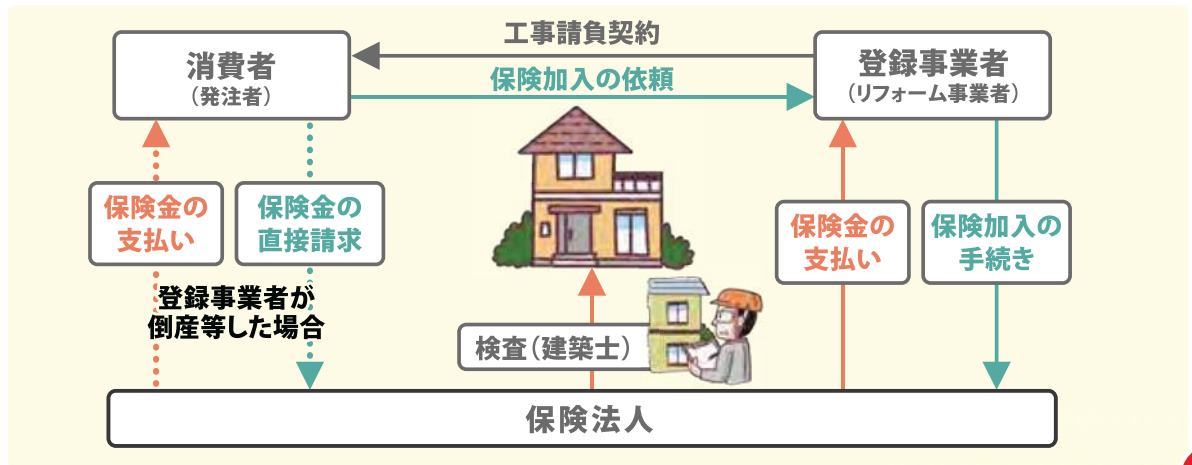 工事請負契約
消費者
（発注者）
保険加入の依頼
登録事業者
（リフォーム事業者）
保険金の
支払い
保険金の
直接請求
登録事業者が
倒産等した場合
検査（建築士）
保険金の
支払い
保険加入の
手続き
保険法人